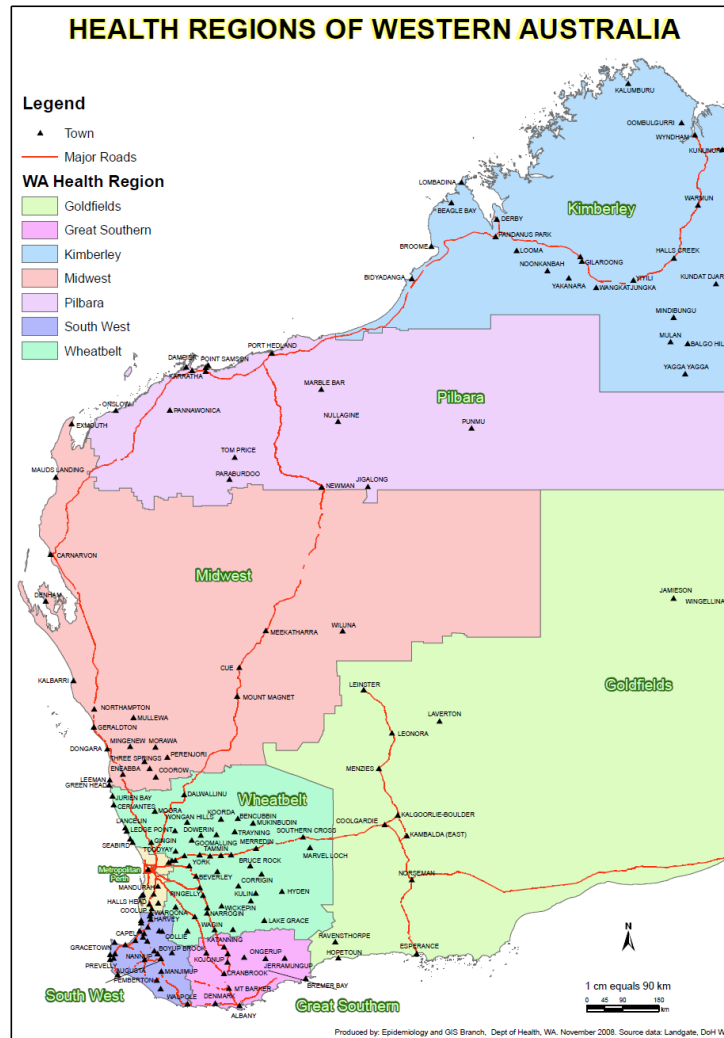 HEALTH REGIONS OF WESTERN AUSTRALIA
Legend
Town
Major Roads
WA Health Region
Goldfields
Great Southern
Kimberley
Midwest
Pilbara
South West
Wheatbelt
KALUMBURU
OOMBULGURRI
WYNDHAM
LOMBADINA
BEAGLE BAY
Kimberley
WARMUN
DERBY
PANDANUS PARK
BROOME
LOOMA
GILAROONG
HALLS CREEK
NOONKANBAH
BIDYADANGA
YAKANARA
YIYILI
WANGKATJUNGKA
KUNDAT DJAR
MINDIBUNGU
MULAN
BALGO HIL
YAGGA YAGGA
PORT HEDLAND
POINT SAMSON
KARRATHA
MARBLE BAR
Pilbara
ONSLOW
PANNAWONICA
EXMOUTH
NULLAGINE
PUNMU
TOM PRICE
MAUDS LANDING
PARABURDOO
NEWMAN
JIGALONG
CARNARVON
Midwest
DENHAM
JAMIESON
WINGELLINA
MEEKATHARRA
WILUNA
CUE
KALBARRI
LEINSTER
Goldfields
MOUNT MAGNET
NORTHAMPTON
MULLEWA
LAVERTON
GERALDTON
LEONORA
MINGENEW
MORAWA
DONGARA
THREE SPRINGS
PERENJORI
ENEABBA
COOROW
MENZIES
LEEMAN
GREEN HEAD
DALWALLINU
JURIEN BAY
Wheatbelt
CERVANTES
MOORA
WONGAN HILLS
KOORDA
BENCUBBIN
KALGOORLIE-BOULDER
LANCELIN
MUKINBUDIN
COOLGARDIE
LEDGE POINT
DOWERIN
TRAYNING
SOUTHERN CROSS
KAMBALDA (EAST)
SEABIRD
GINGIN
GOOMALLING
MERREDIN
TOODYAY
TAMMIN
MARVEL LOCH
YORK
BRUCE ROCK
Metropolitan
Perth
BEVERLEY
CORRIGIN
NORSEMAN
MANDURAH
PINGELLY
KULIN
HYDEN
HALLS HEAD
WICKEPIN
COOLUP
WAROONA
NARROGIN
HARVEY
LAKE GRACE
CAPEL
COLLIE
WAGIN
GRACETOWN
KATANNING
RAVENSTHORPE
BOYUP BROOK
ONGERUP
ESPERANCE
NANNUP
KOJONUP
JERRAMUNGUP
HOPETOUN
PREVELLY
AUGUSTA
MANJIMUP
CRANBROOK
PEMBERTON
BREMER BAY
South West
MT BARKER
WALPOLE
DENMARK
Great Southern
ALBANY
N
1 cm equals 90 km
180
Produced by: Epidemiology and GIS Branch, Dept of Health, WA. November 2008. Source data: Landgate, DoH W